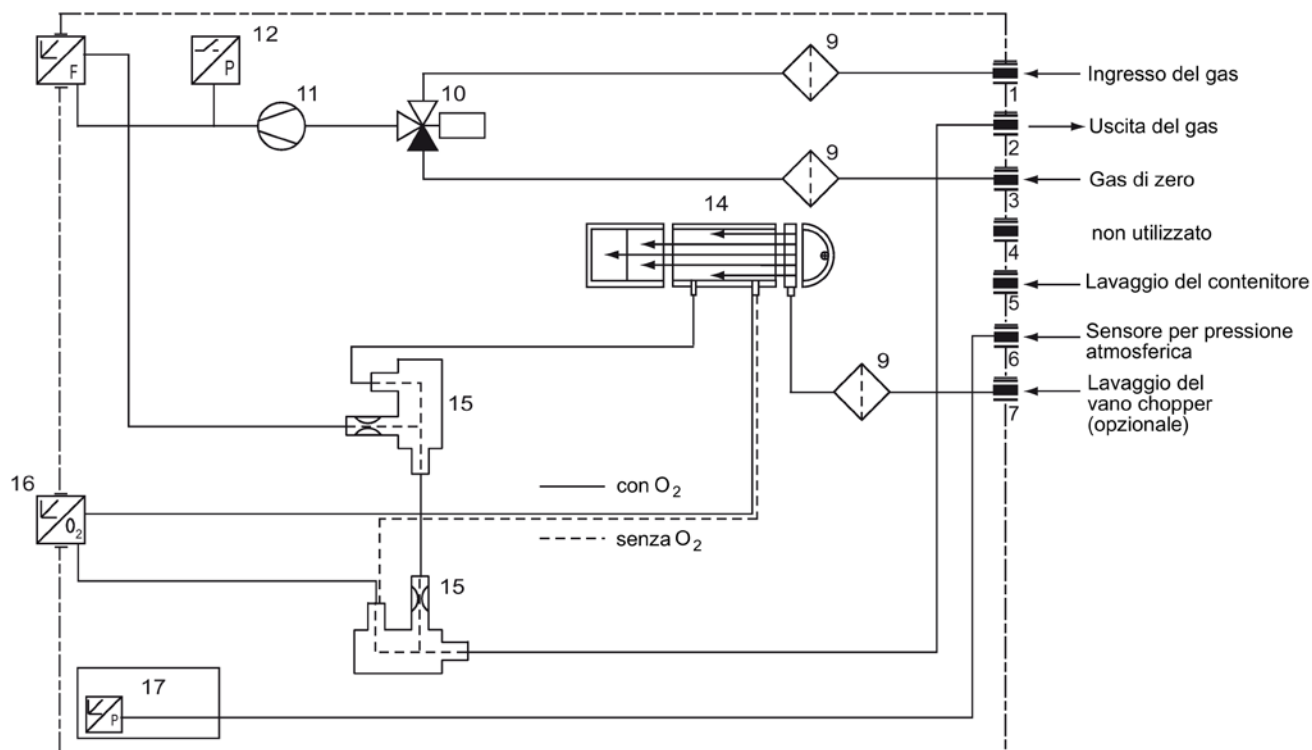 12
F
P
11
10
9
1
Ingresso del gas
2
Uscita del gas
9
3
Gas di zero
14
4
non utilizzato
5
Lavaggio del contenitore
6
Sensore per pressione
atmosferica
9
7
Lavaggio del
vano chopper
(opzionale)
15
16
O2
con O2
senza O2
15
17
P